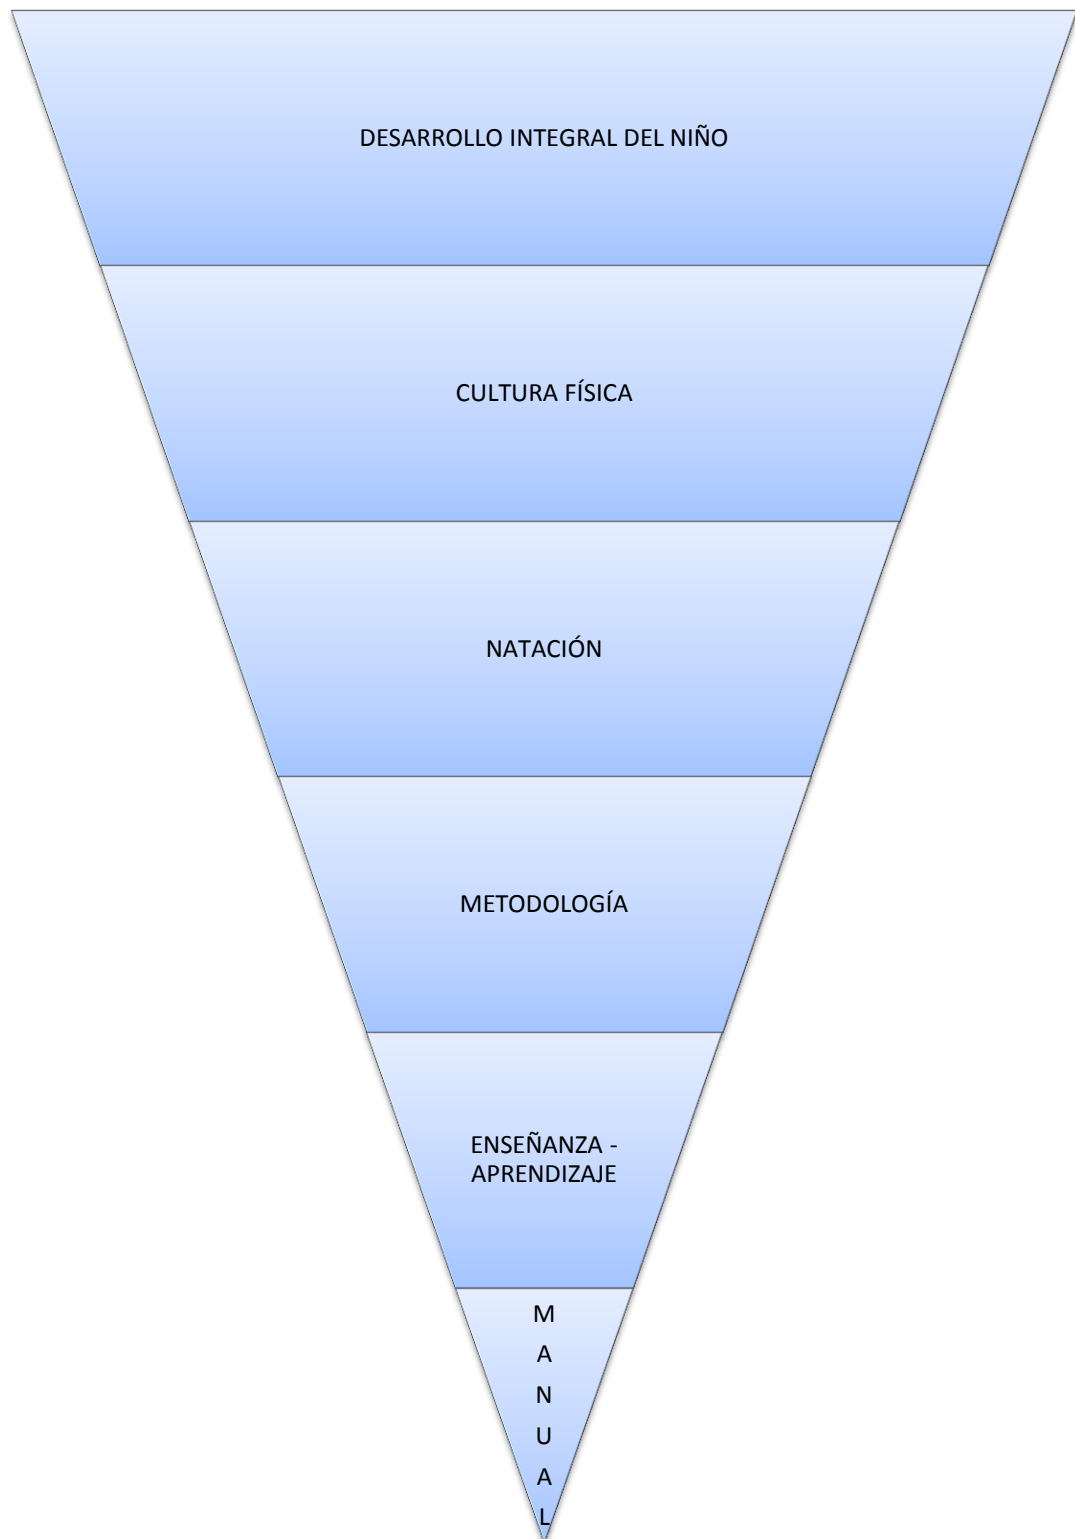 DESARROLLO INTEGRAL DEL NIÑO
CULTURA FÍSICA
NATACIÓN
METODOLOGÍA
ENSEÑANZA -
APRENDIZAJE
M
A
N
U
A
L